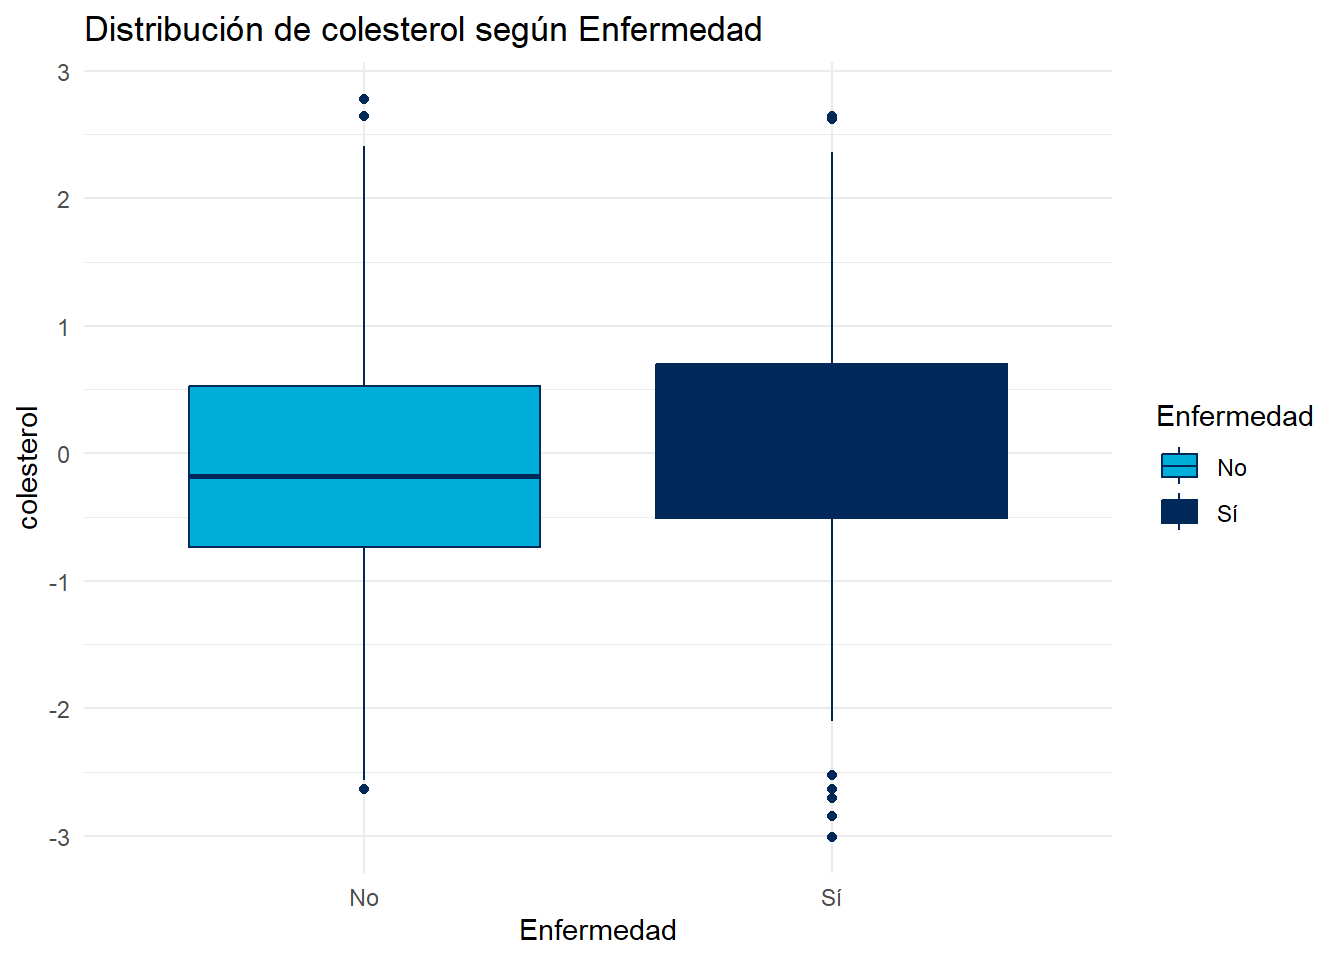 Distribución de colesterol según Enfermedad
3
2
1
0
-1
-2
-3
colesterol
No
Sí
Enfermedad
Enfermedad
No
Sí